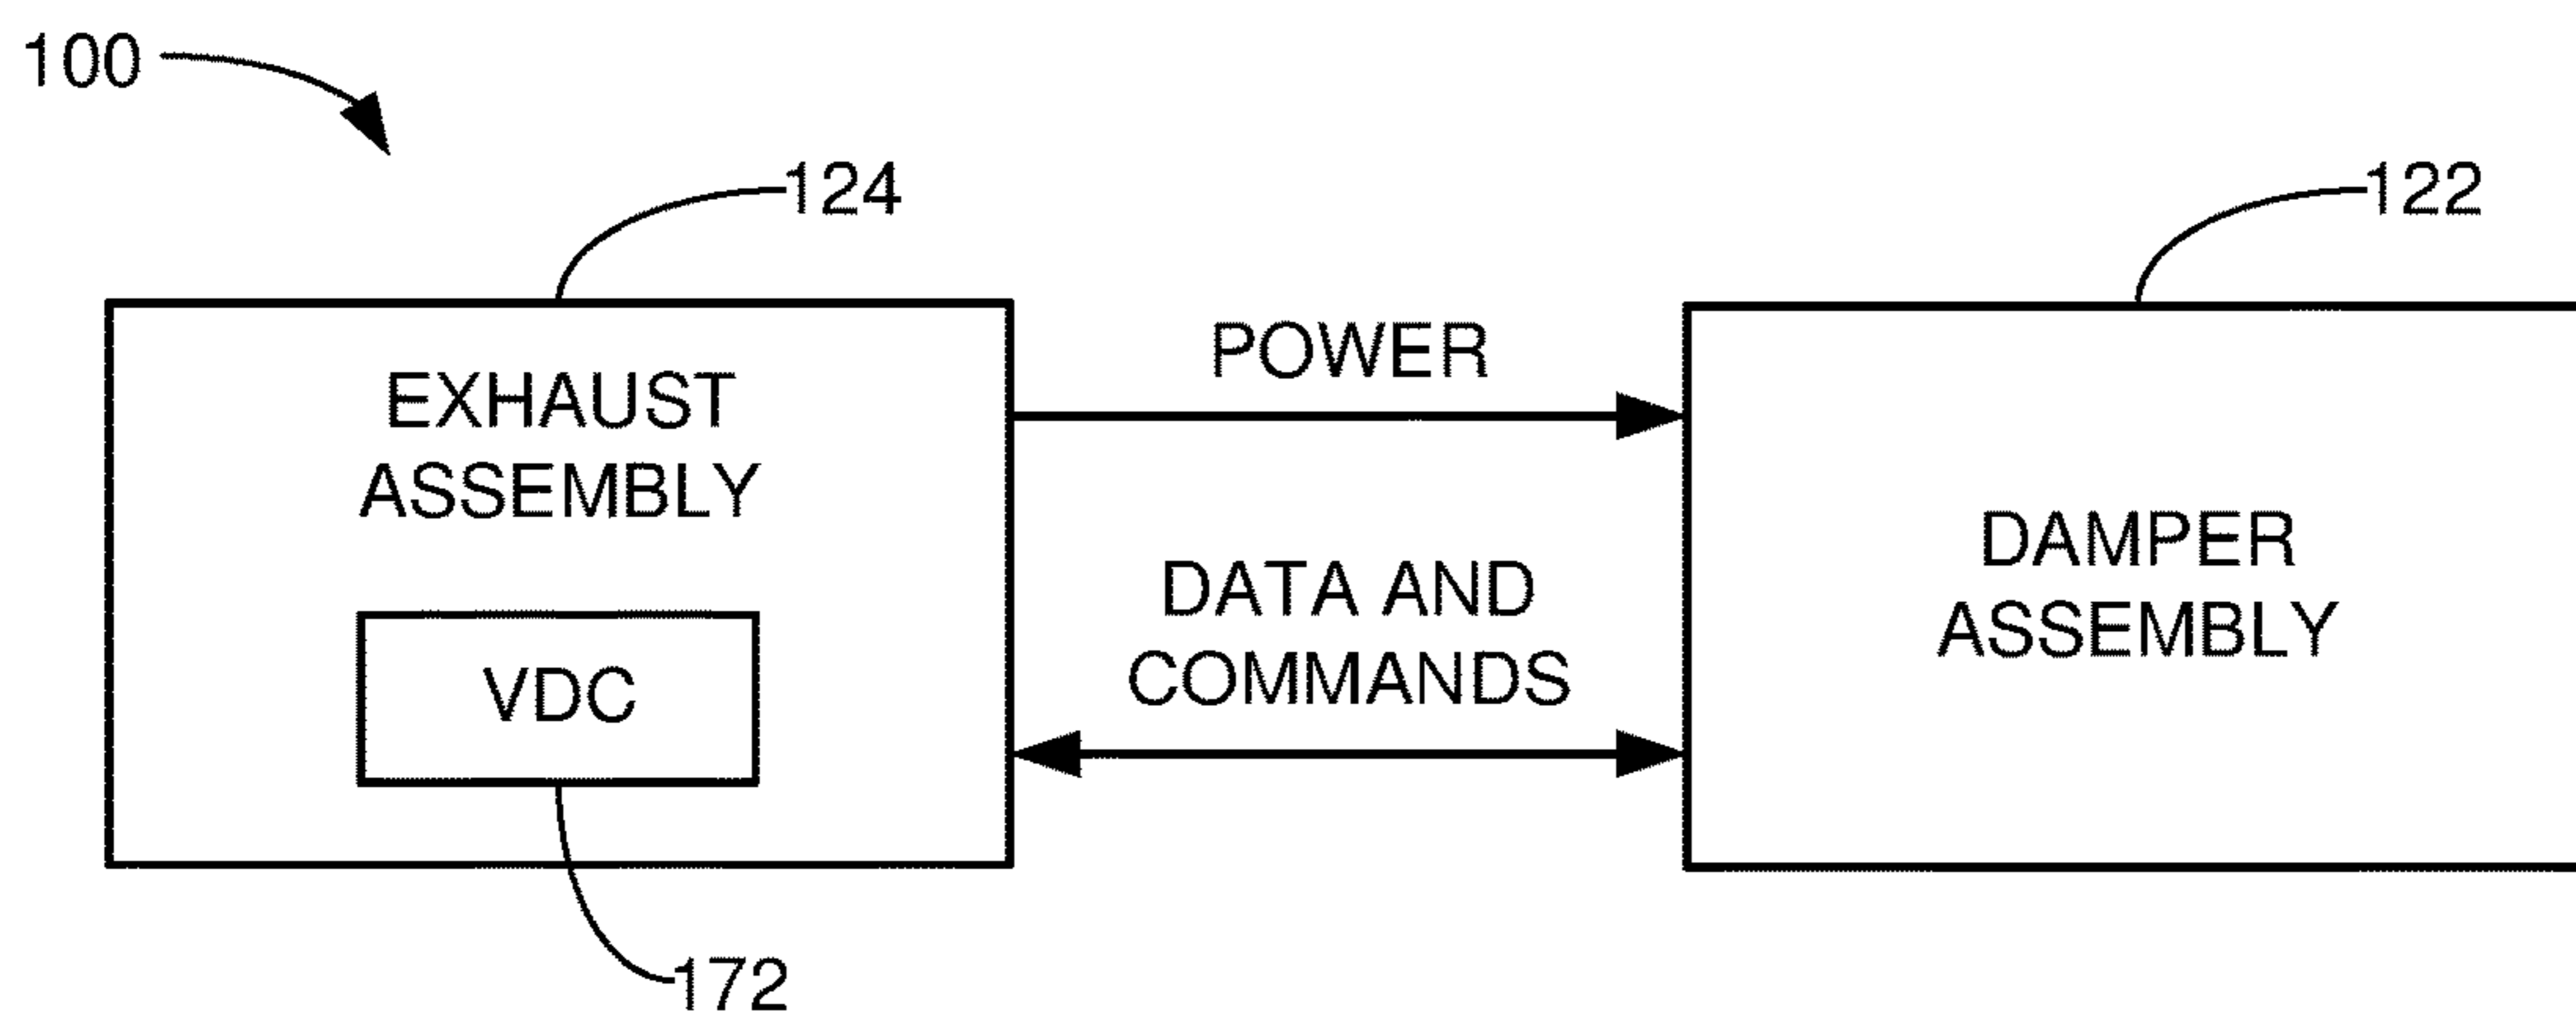 100
124
122
EXHAUST
ASSEMBLY
VDC
172
POWER
DATA AND
COMMANDS
DAMPER
ASSEMBLY